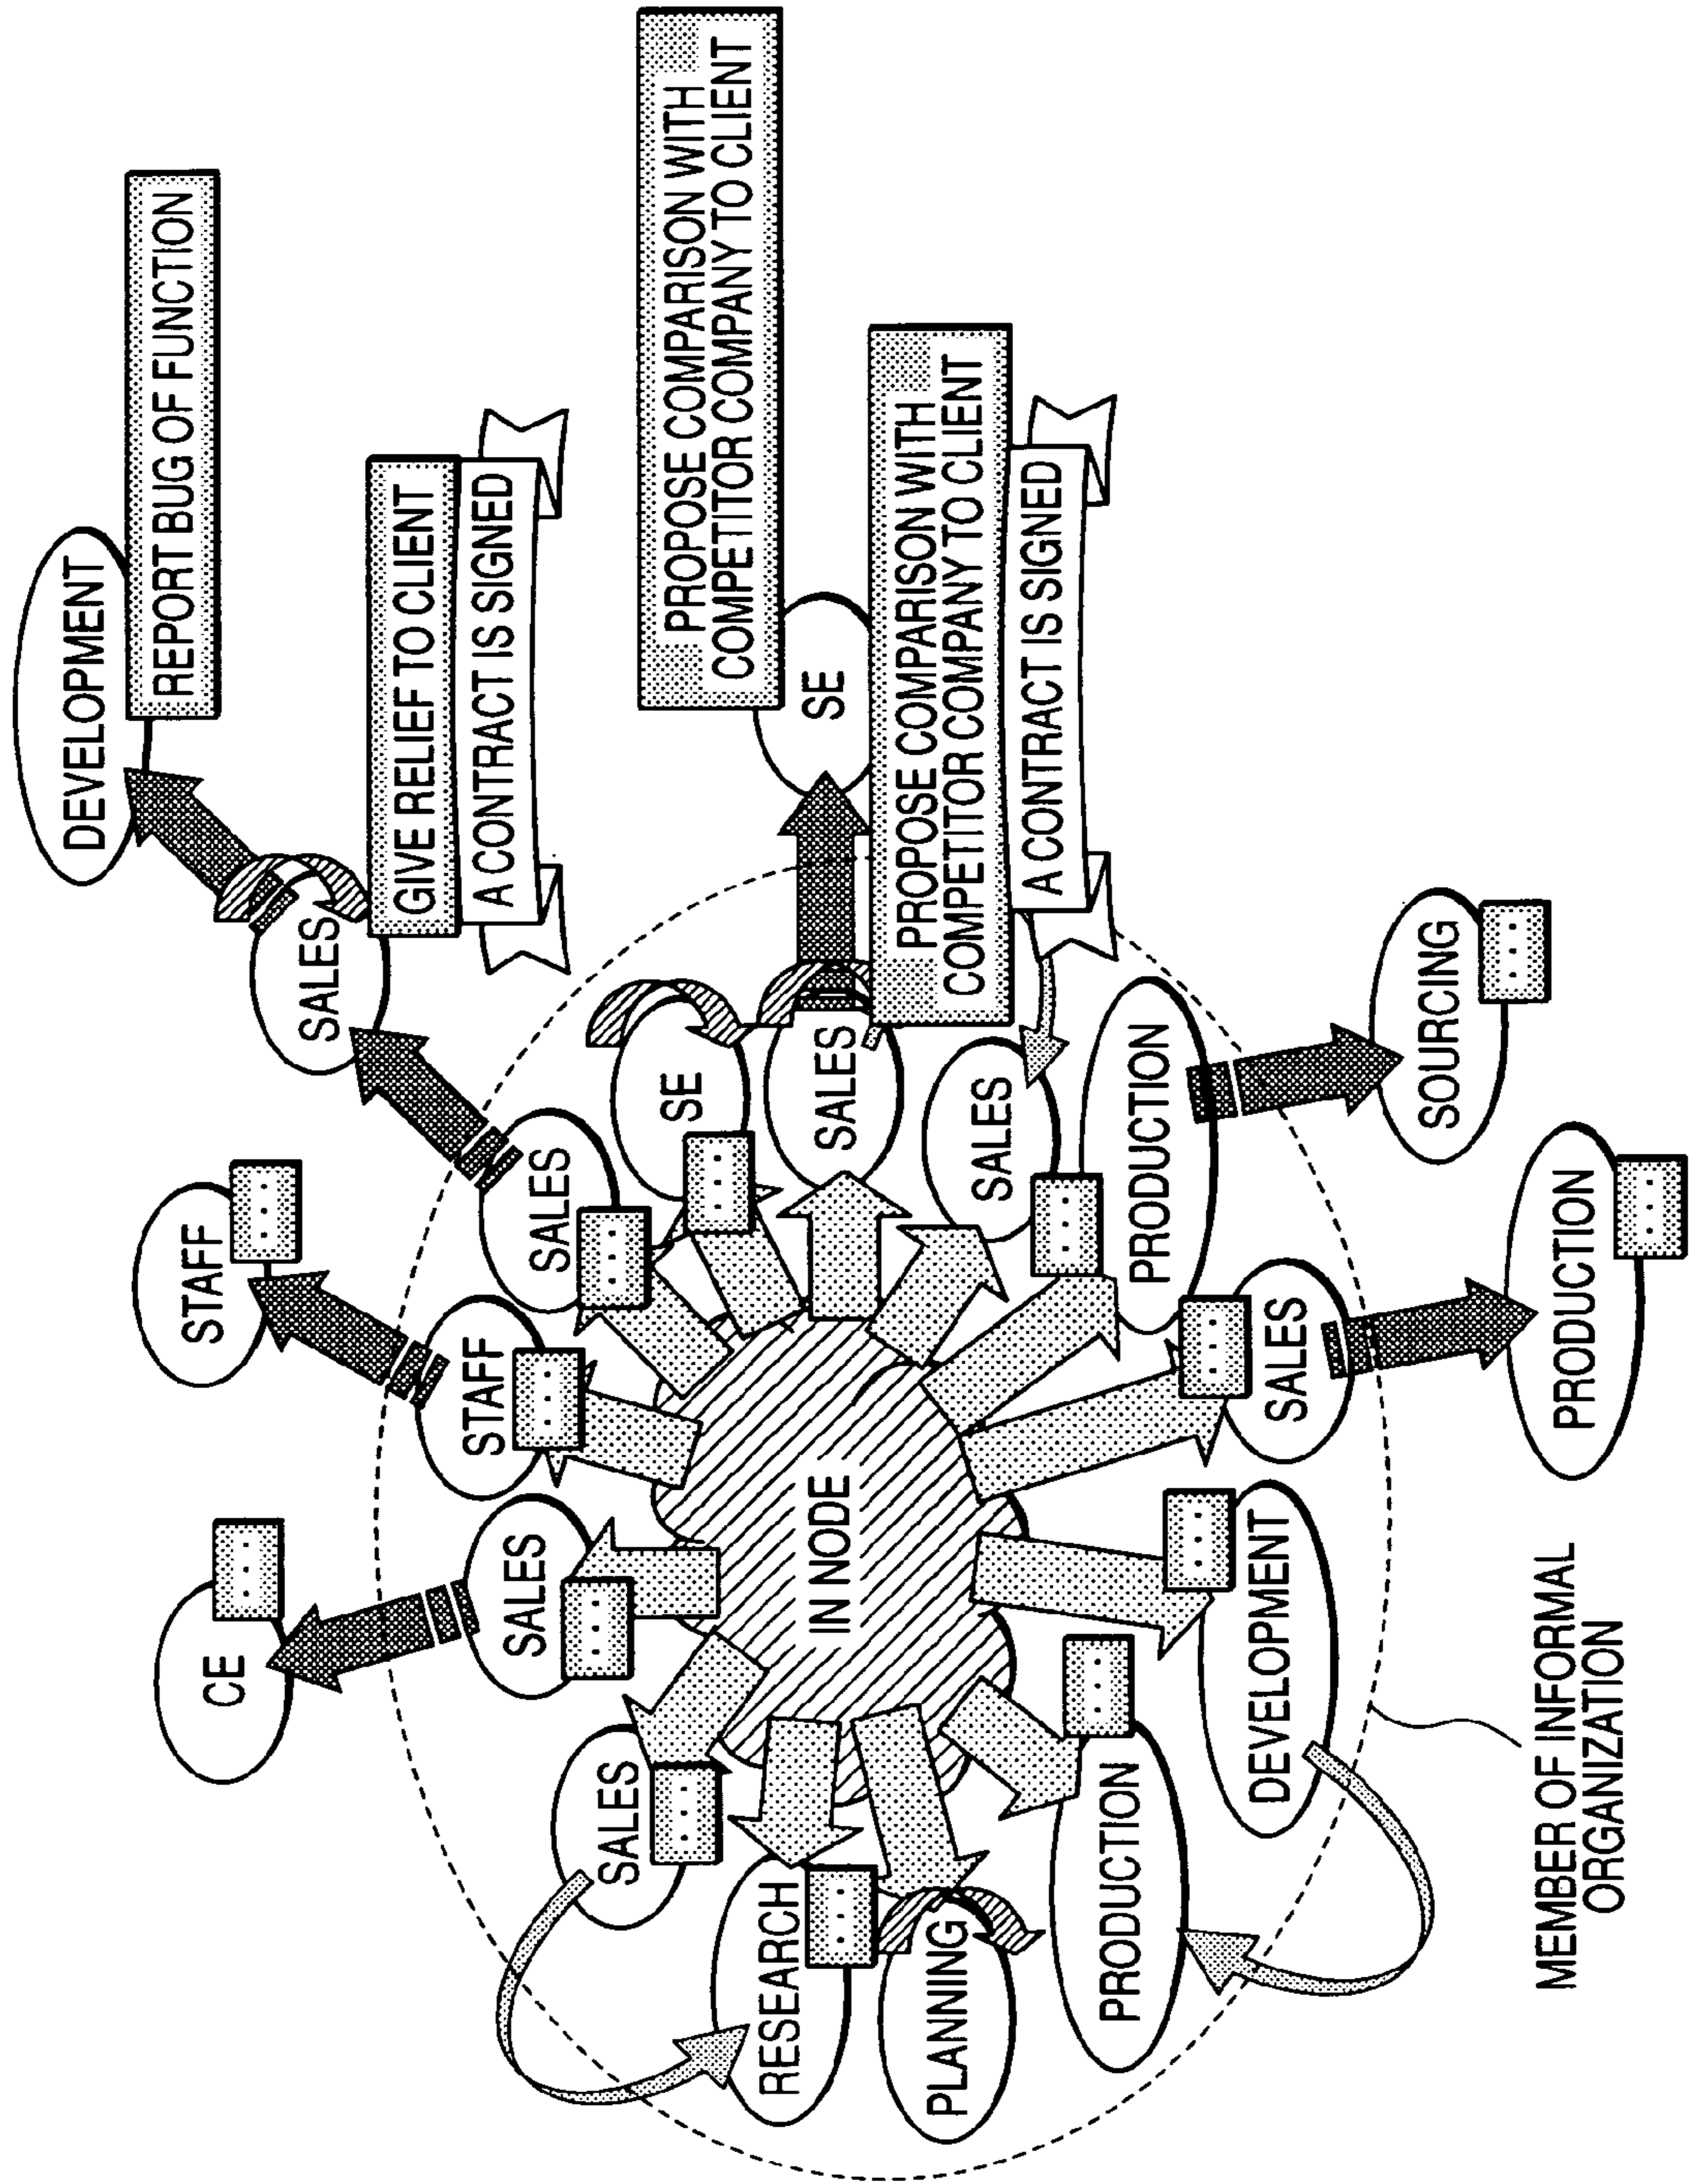 DEVELOPMENT
REPORT BUG OF FUNCTION
CE
STAFF
SALES
GIVE RELIEF TO CLIENT
A CONTRACT IS SIGNED
SALES
STAFF
SALES
SALES
SE
PROPOSE COMPARISON WITH
COMPETITOR COMPANY TO CLIENT
RESEARCH
IN NODE
SALES
SE
PROPOSE COMPARISON WITH
COMPETITOR COMPANY TO CLIENT
A CONTRACT IS SIGNED
PLANNING
SALES
PRODUCTION
PRODUCTION
DEVELOPMENT
SALES
SOURCING
MEMBER OF INFORMAL
ORGANIZATION
PRODUCTION